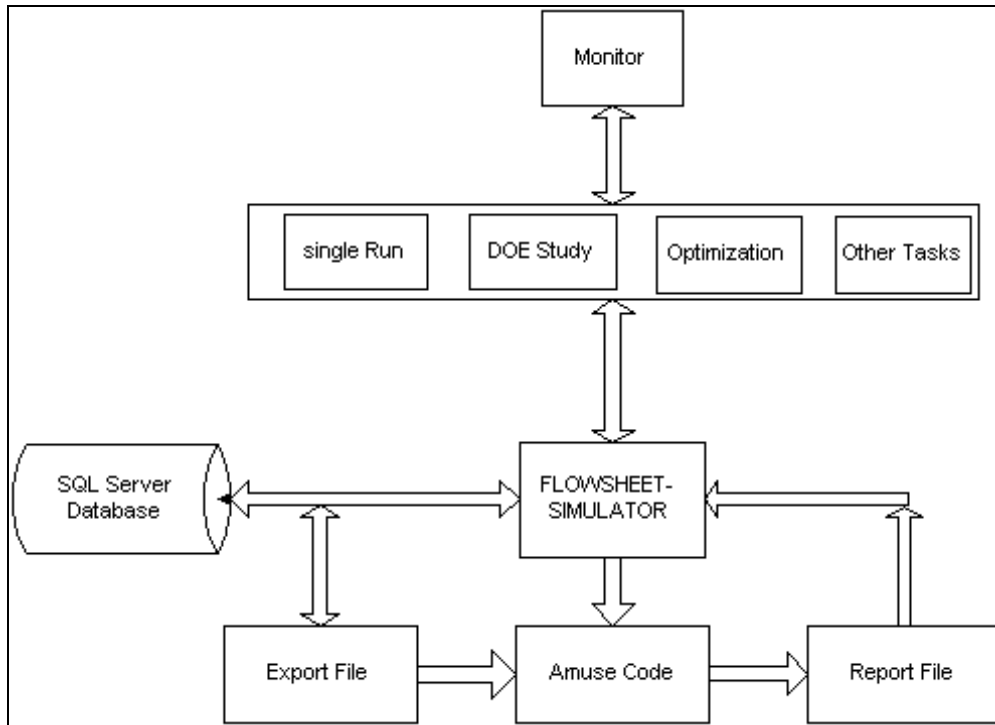 Monitor
single Run
DOE Study
Optimization
Other Tasks
SQL Server
Database
FLOWSHEET-
SIMULATOR
Export File
Amuse Code
Report File